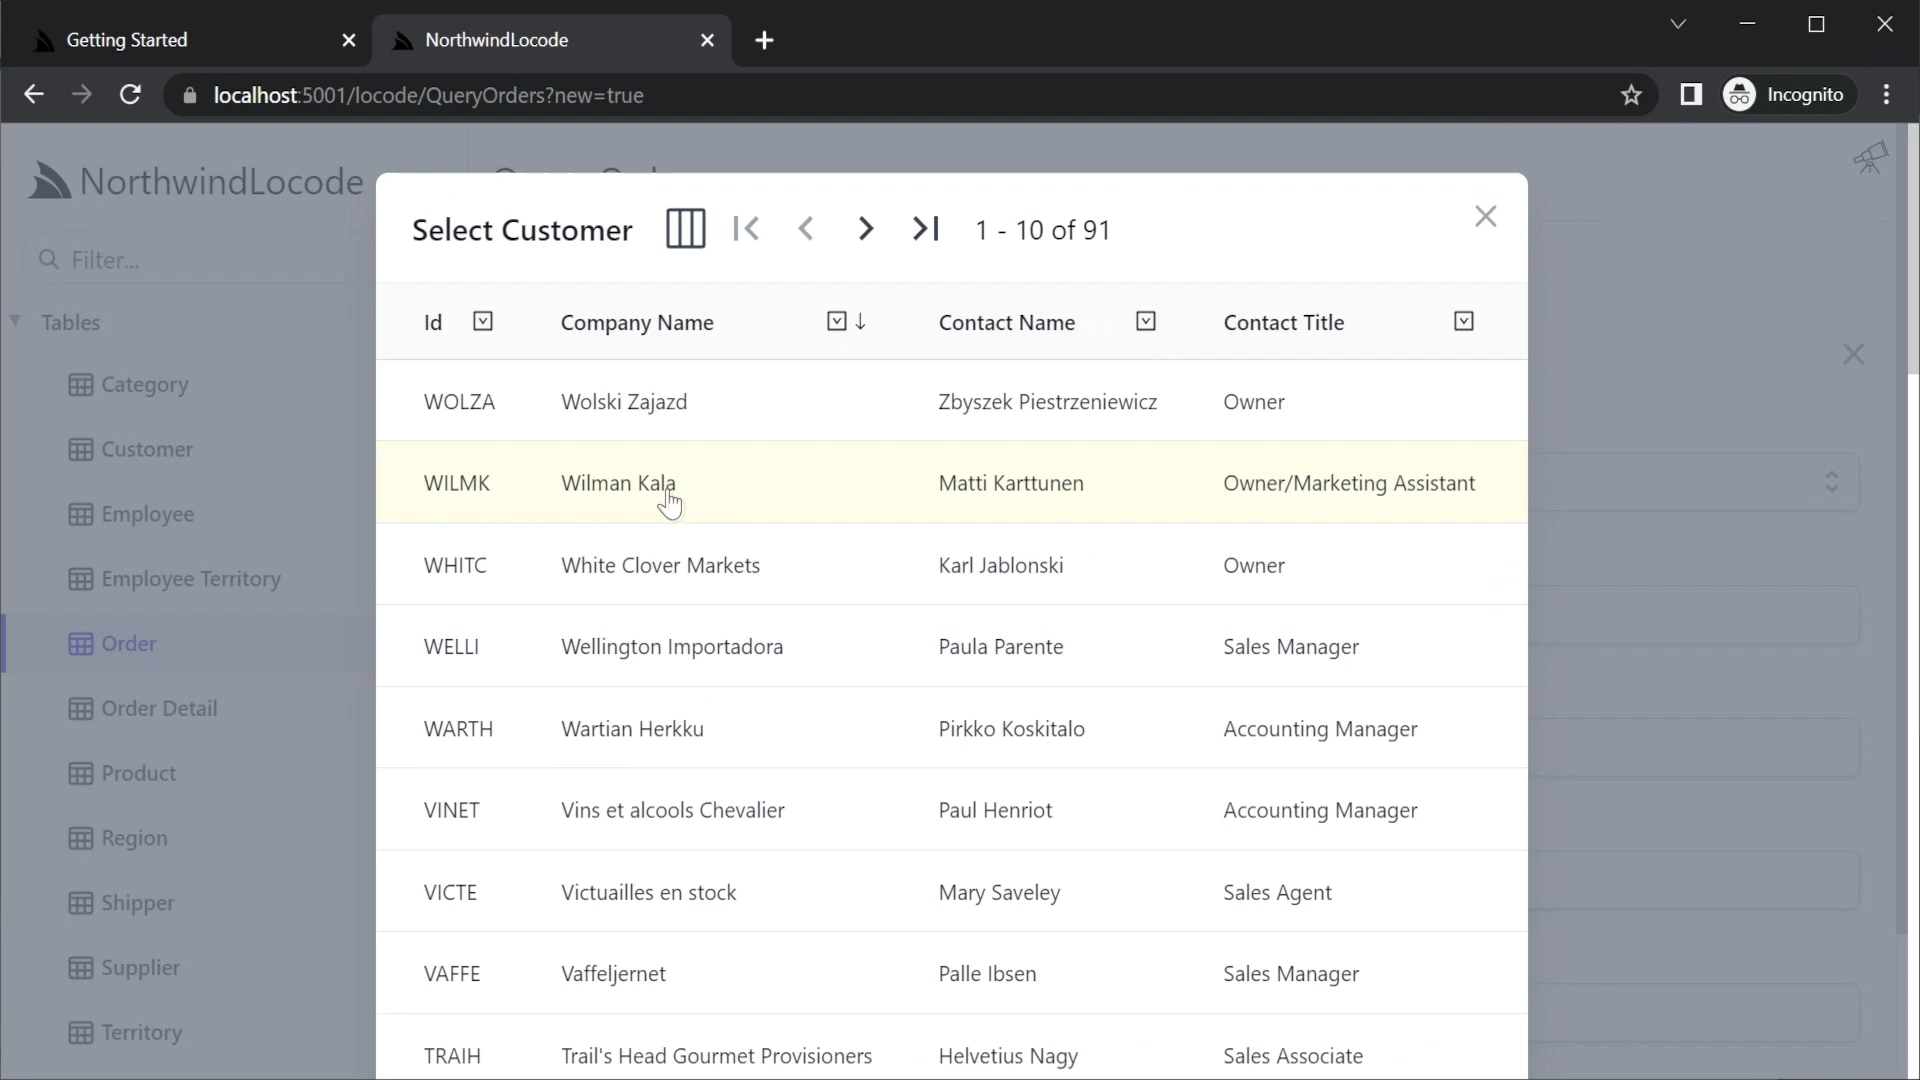 Getting Started
NorthwindLocode
localhost:5001/locode/QueryOrders?new=true
Incognito
NorthwindLocode
Filter...
Tables
Category
Customer
Employee
Employee Territory
Order
Order Detail
Product
Region
Shipper
Supplier
Territory
Select Customer
1 - 10 of 91
Id Company Name Contact Name Contact Title
WOLZA Wolski Zajazd Zbyszek Piestrzeniewicz Owner
WILMK Wilman Kala Matti Karttunen Owner/Marketing Assistant
WHITC White Clover Markets Karl Jablonski Owner
WELLI Wellington Importadora Paula Parente Sales Manager
WARTH Wartian Herkku Pirkko Koskitalo Accounting Manager
VINET Vins et alcools Chevalier Paul Henriot Accounting Manager
VICTE Victuailles en stock Mary Saveley Sales Agent
VAFFE Vaffeljernet Palle Ibsen Sales Manager
TRAIH Trail's Head Gourmet Provisioners Helvetius Nagy Sales Associate